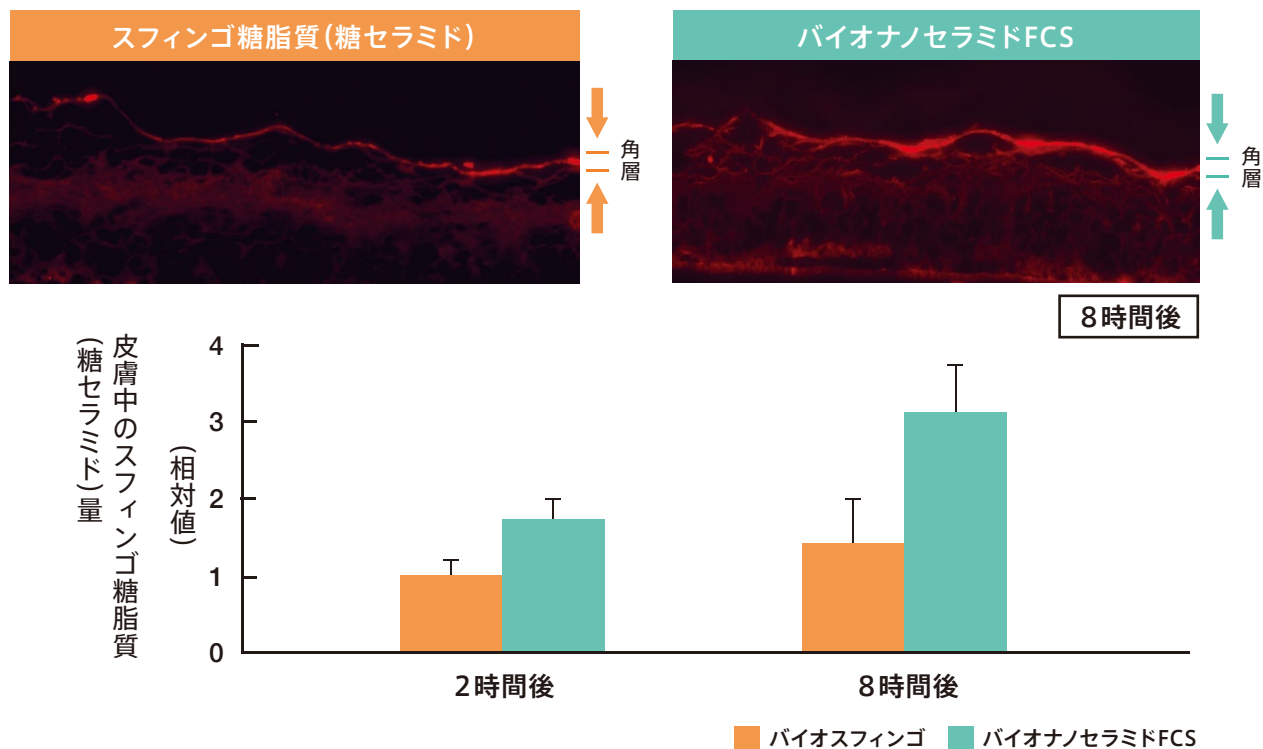 スフィンゴ糖脂質(糖セラミド)
バイオナノセラミドFCS
角層
角層
8時間後
皮膚中のスフィンゴ糖脂質
(糖セラミド)量
(相対値)
4
3
2
1
0
2時間後
8時間後
バイオスフィンゴ
バイオナノセラミドFCS